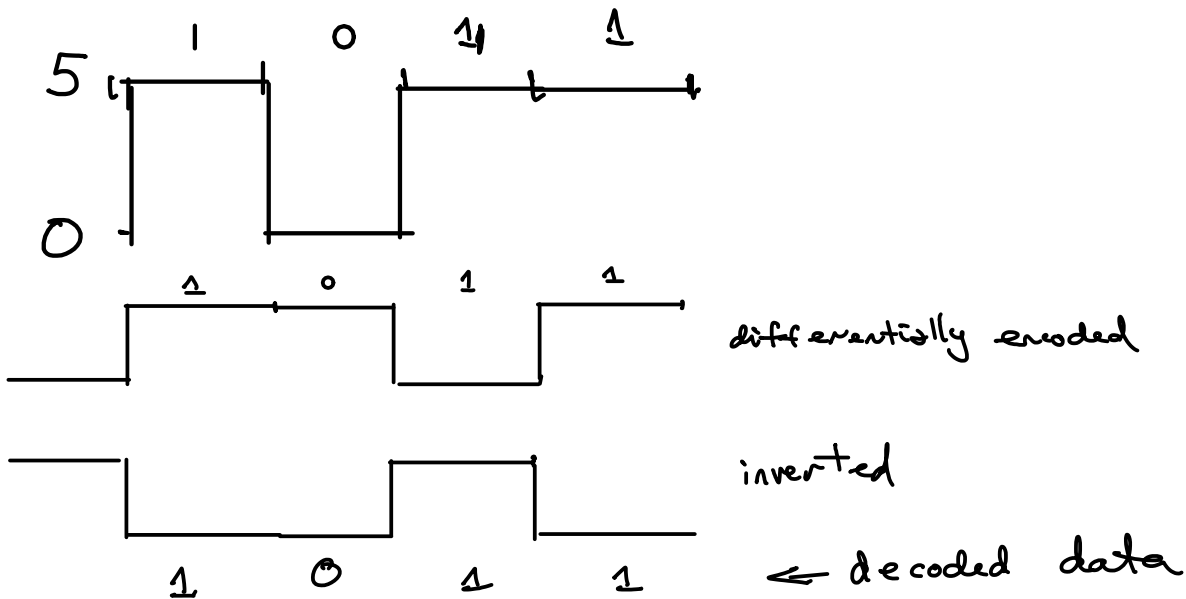 1 0 1 1
5
0
1 0 1 1
differentially encoded
inverted
1 0 1 1 ← decoded data